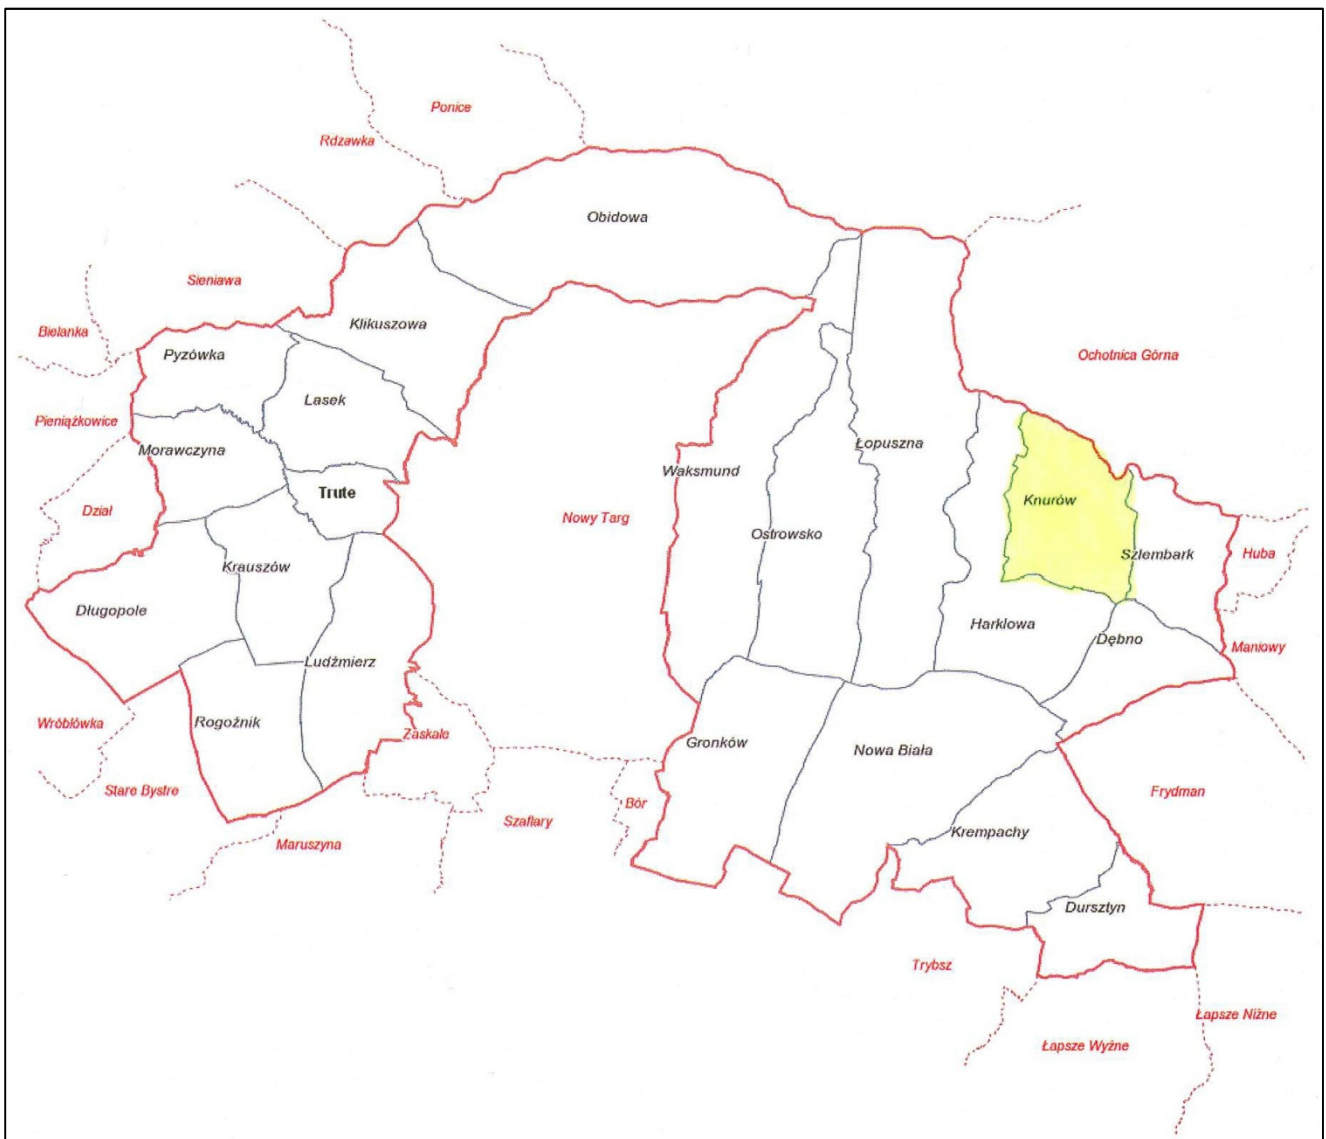 Ponice
Rdzawka
Obidowa
Sieniawa
Klikuszowa
Bielanka
Pyzówka
Ochotnica Górna
Lasek
Pieniążkowice
Morawczyna
Łopuszna
Waksmund
Trute
Knurów
Dział
Nowy Targ
Ostrowsko
Szlembark
Huba
Krauszów
Długopole
Harklowa
Dębno
Maniowy
Ludźmierz
Wróblówka
Rogoźnik
Zaskale
Gronków
Nowa Biała
Stare Bystre
Bór
Frydman
Szaflary
Krempachy
Maruszyna
Dursztyn
Trybsz
Łapsze Niżne
Łapsze Wyżne